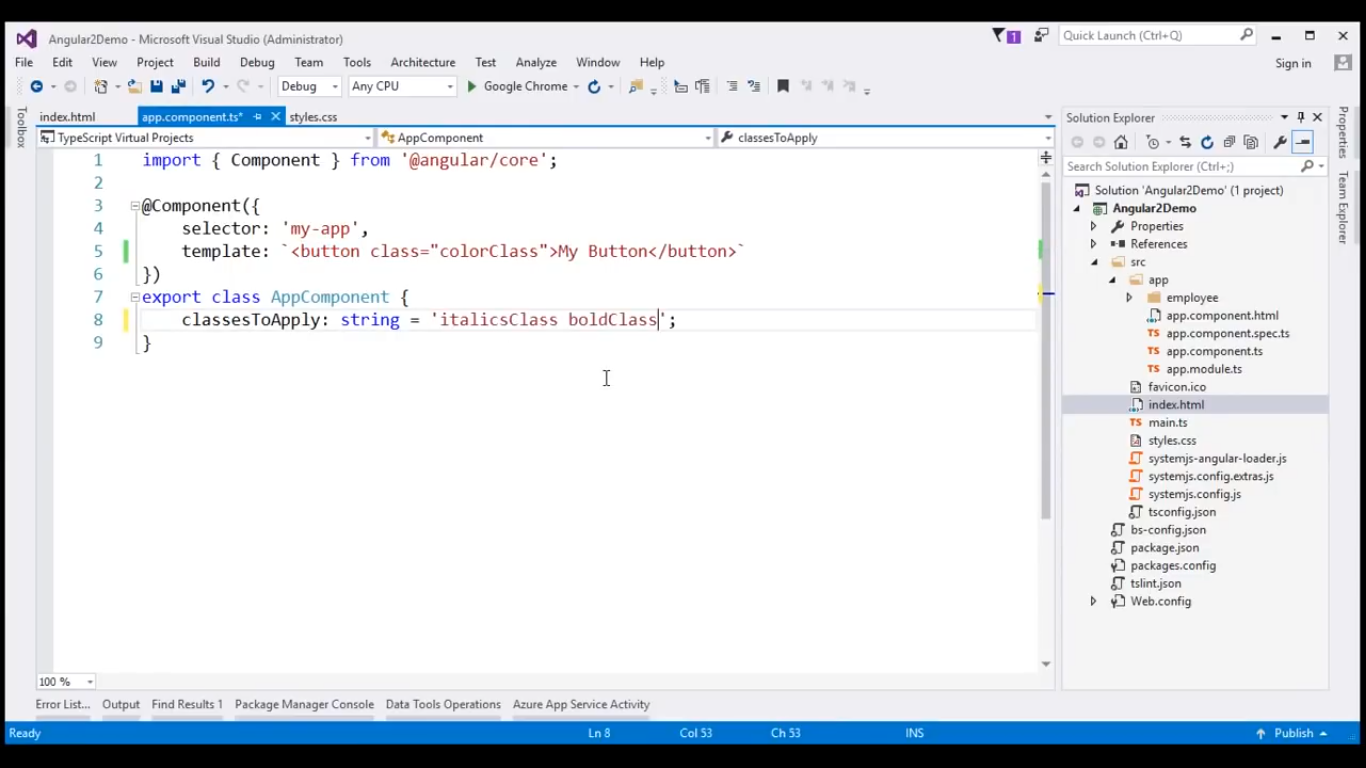 Angular2Demo - Microsoft Visual Studio (Administrator)
1
Quick Launch (Ctrl+Q)
File Edit View Project Build Debug Team Tools Architecture Test Analyze Window Help
Sign in
Debug Any CPU Google Chrome
Toolbox
index.html app.component.ts* styles.css
TypeScript Virtual Projects AppComponent classesToApply
1 import { Component } from '@angular/core';
2
3 @Component({
4 selector: 'my-app',
5 template: `<button class="colorClass">My Button</button>`
6 })
7 export class AppComponent {
8 classesToApply: string = 'italicsClass boldClass';
9 }
100 %
Solution Explorer
Search Solution Explorer (Ctrl+;)
Solution 'Angular2Demo' (1 project)
Angular2Demo
Properties
References
src
app
employee
app.component.html
TS app.component.spec.ts
TS app.component.ts
TS app.module.ts
favicon.ico
index.html
TS main.ts
styles.css
systemjs-angular-loader.js
systemjs.config.extras.js
systemjs.config.js
tsconfig.json
bs-config.json
package.json
packages.config
tslint.json
Web.config
Properties
Team Explorer
Error List... Output Find Results 1 Package Manager Console Data Tools Operations Azure App Service Activity
Ready Ln 8 Col 53 Ch 53 INS Publish